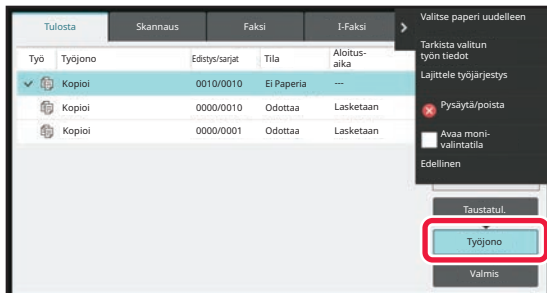 Tulosta Skannaus Faksi I-Faksi
Työ Työjono Edistys/sarjat Tila Aloitus-
aika
Kopioi 0010/0010 Ei Paperia ---
Kopioi 0000/0010 Odottaa Lasketaan
Kopioi 0000/0001 Odottaa Lasketaan
Valitse paperi uudelleen
Tarkista valitun
työn tiedot
Lajittele työjärjestys
Pysäytä/poista
Avaa moni-
valintatila
Edellinen
Taustatul.
Työjono
Valmis